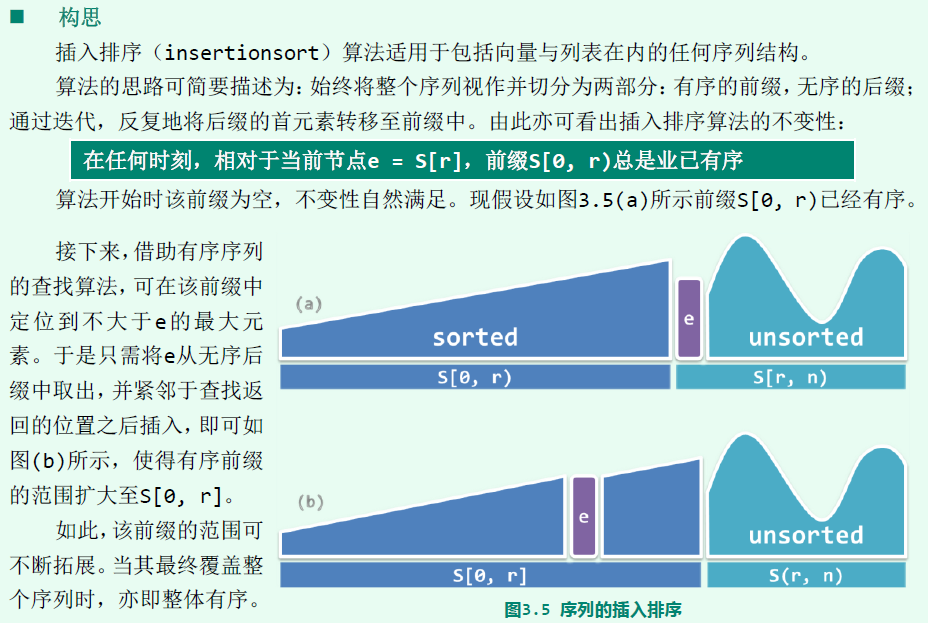 ■ 构思
插入排序（insertionsort）算法适用于包括向量与列表在内的任何序列结构。
算法的思路可简要描述为：始终将整个序列视作并切分为两部分：有序的前缀，无序的后缀；
通过迭代，反复地将后缀的首元素转移至前缀中。由此亦可看出插入排序算法的不变性：
在任何时刻，相对于当前节点e = S[r]，前缀S[0, r)总是业已有序
算法开始时该前缀为空，不变性自然满足。现假设如图3.5(a)所示前缀S[0, r)已经有序。
接下来，借助有序序列
的查找算法，可在该前缀中
定位到不大于e的最大元
素。于是只需将e从无序后
缀中取出，并紧邻于查找返
回的位置之后插入，即可如
图(b)所示，使得有序前缀
的范围扩大至S[0, r]。
如此，该前缀的范围可
不断拓展。当其最终覆盖整
个序列时，亦即整体有序。
(a)
sorted
e
unsorted
S[0, r)
S[r, n)
(b)
e
unsorted
S[0, r]
S(r, n)
图3.5 序列的插入排序